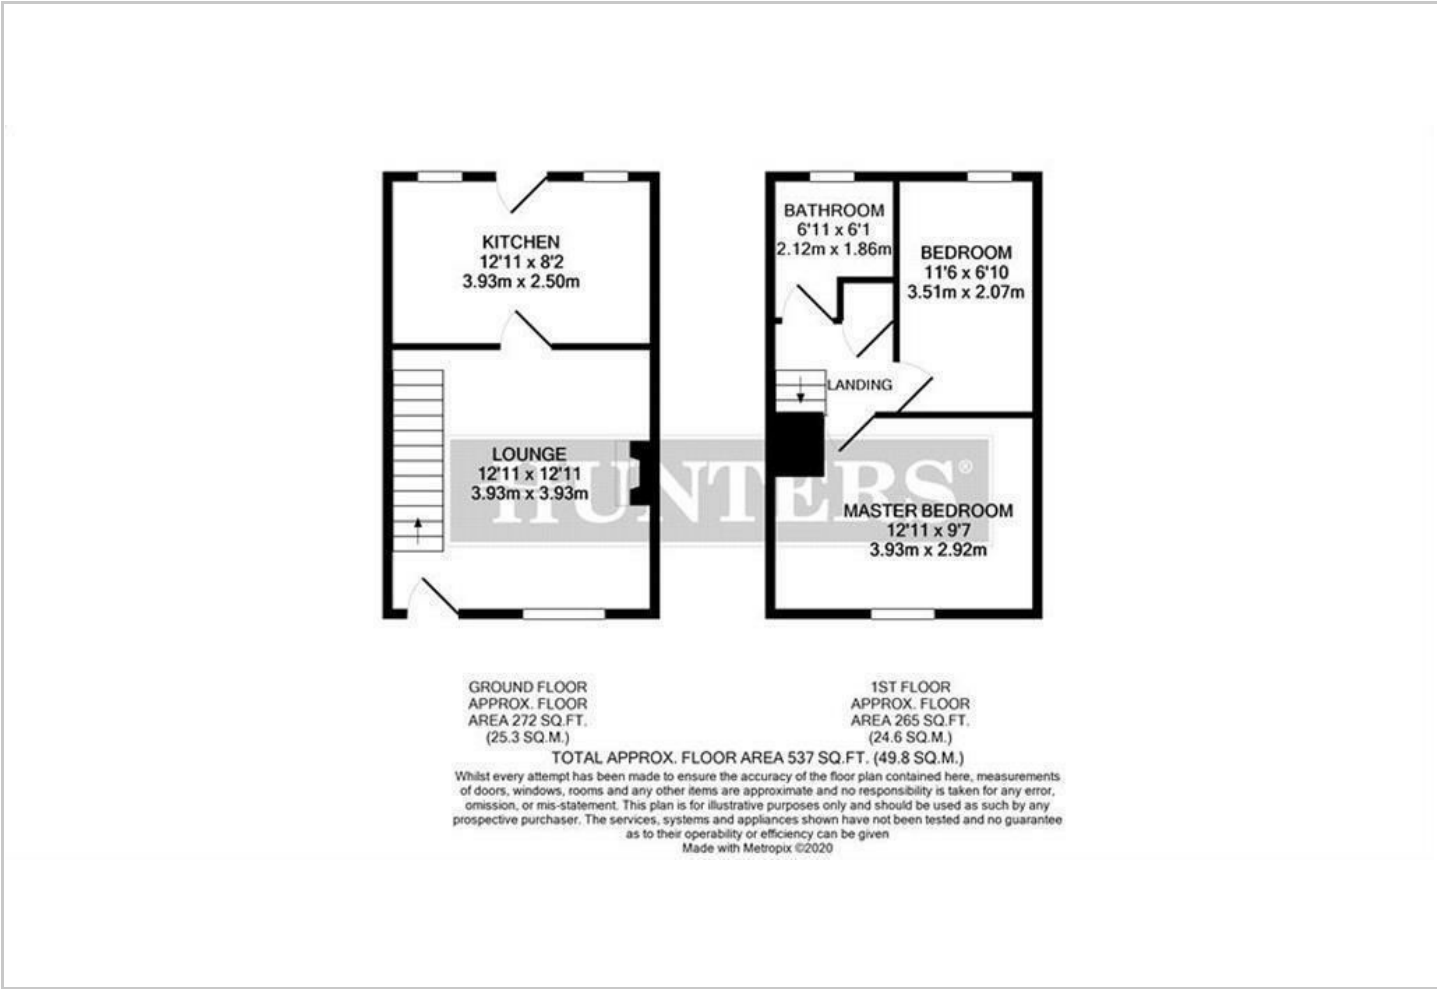 KITCHEN
12'11 x 8'2
3.93m x 2.50m
LOUNGE
12'11 x 12'11
3.93m x 3.93m
BATHROOM
6'11 x 6'1
2.12m x 1.86m
BEDROOM
11'6 x 6'10
3.51m x 2.07m
LANDING
HUNTERS®
MASTER BEDROOM
12'11 x 9'7
3.93m x 2.92m
GROUND FLOOR
APPROX. FLOOR
AREA 272 SQ.FT.
(25.3 SQ.M.)
1ST FLOOR
APPROX. FLOOR
AREA 265 SQ.FT.
(24.6 SQ.M.)
TOTAL APPROX. FLOOR AREA 537 SQ.FT. (49.8 SQ.M.)
Whilst every attempt has been made to ensure the accuracy of the floor plan contained here, measurements
of doors, windows, rooms and any other items are approximate and no responsibility is taken for any error,
omission, or mis-statement. This plan is for illustrative purposes only and should be used as such by any
prospective purchaser. The services, systems and appliances shown have not been tested and no guarantee
as to their operability or efficiency can be given
Made with Metropix ©2020